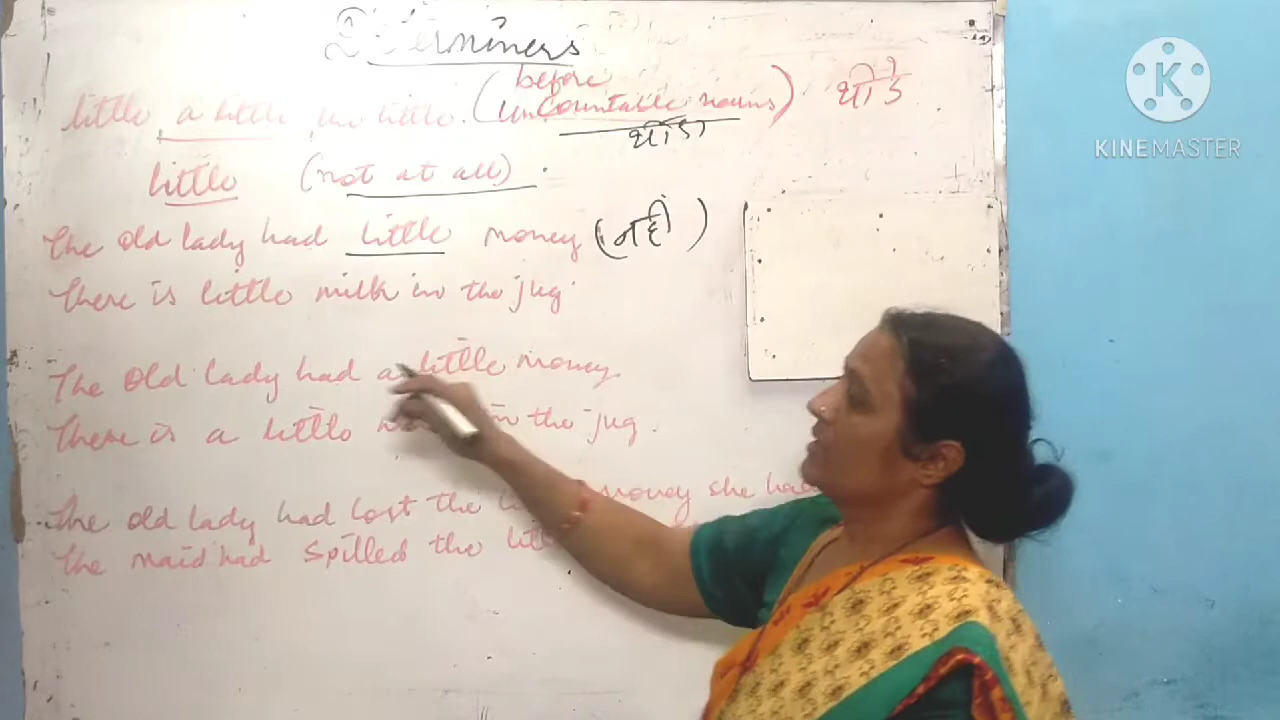 Determiners
little a little the little. (before uncountable nouns) थोड़े
थोड़ा
little (not at all).
The old lady had little money (नहीं)
There is little milk in the jug
The old lady had a little money.
There is a little in the jug.
The old lady had lost the money she had
The maid had spilled the
KINEMASTER